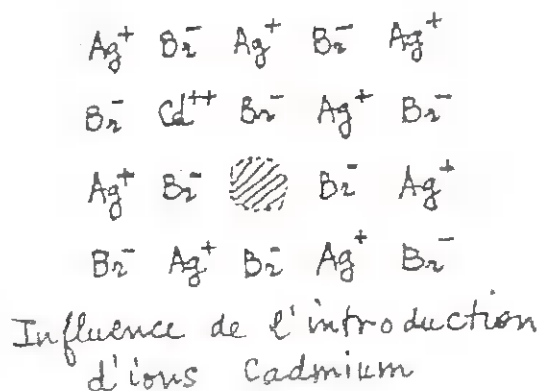 Ag⁺ Br⁻ Ag⁺ Br⁻ Ag⁺
Br⁻ Cd⁺⁺ Br⁻ Ag⁺ Br⁻
Ag⁺ Br⁻ Br⁻ Ag⁺
Br⁻ Ag⁺ Br⁻ Ag⁺ Br⁻
Influence de l'introduction
d'ions Cadmium